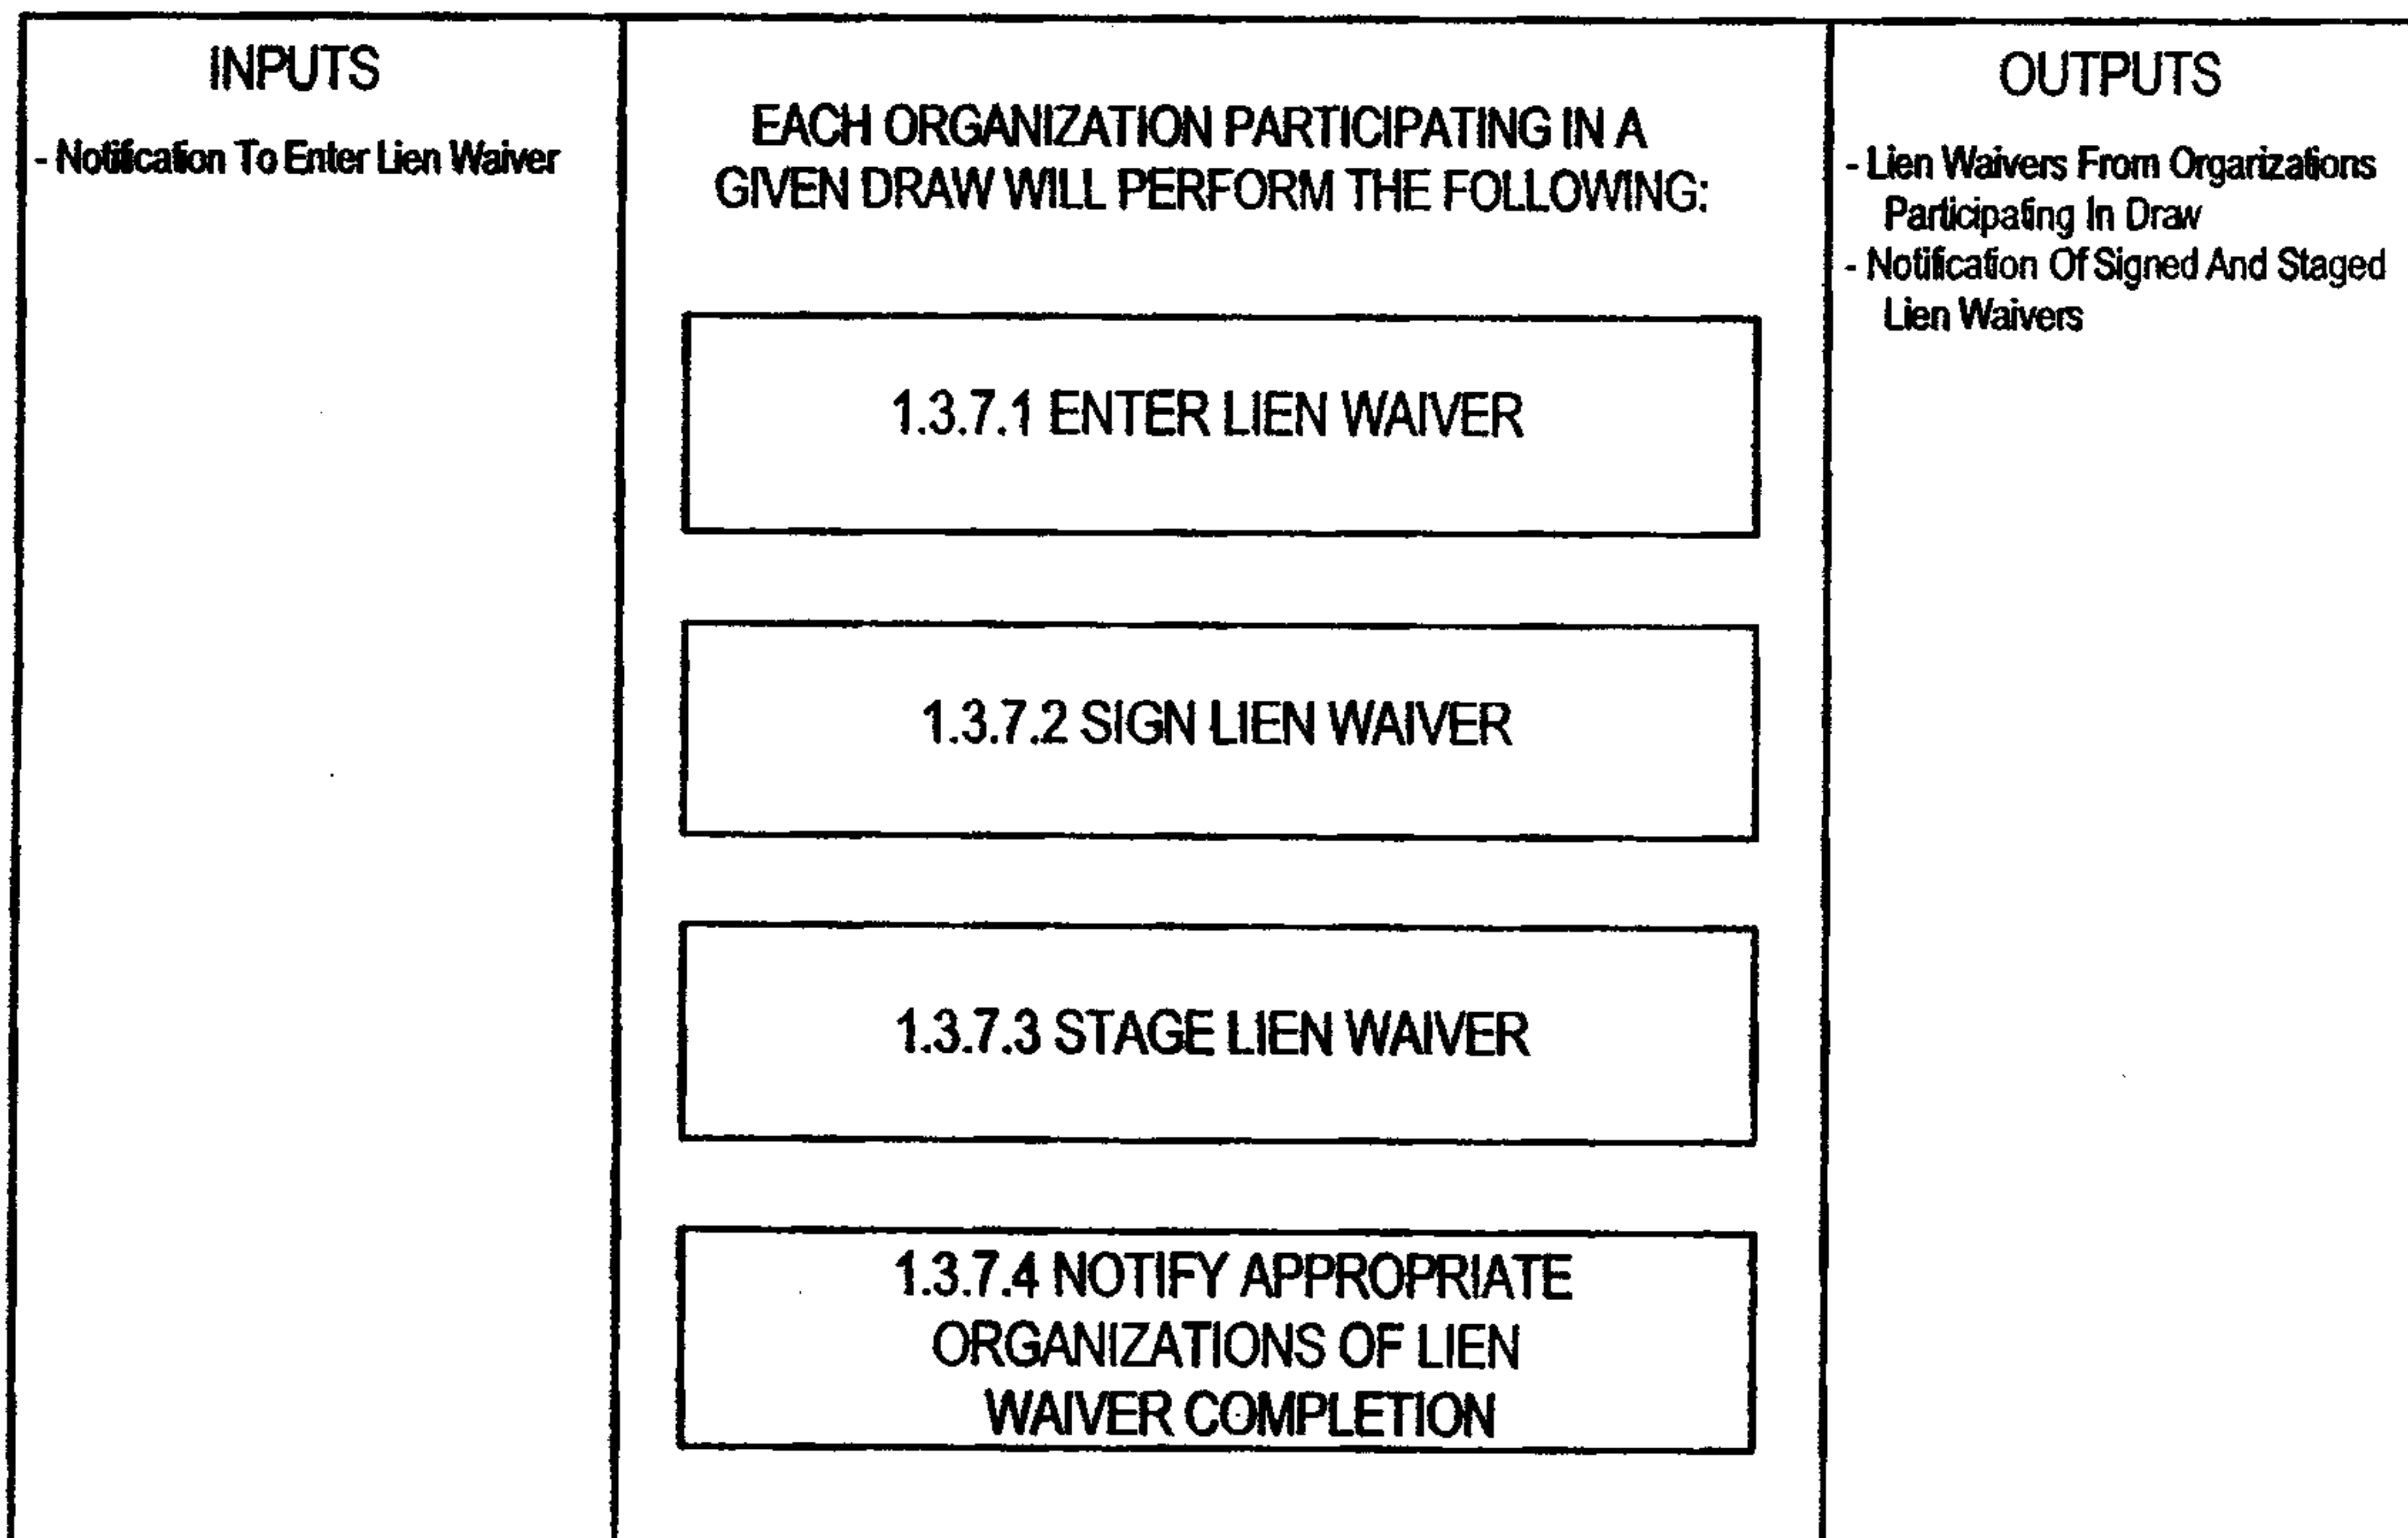 INPUTS
- Notification To Enter Lien Waiver
EACH ORGANIZATION PARTICIPATING IN A
GIVEN DRAW WILL PERFORM THE FOLLOWING:
1.3.7.1 ENTER LIEN WAIVER
1.3.7.2 SIGN LIEN WAIVER
1.3.7.3 STAGE LIEN WAIVER
1.3.7.4 NOTIFY APPROPRIATE
ORGANIZATIONS OF LIEN
WAIVER COMPLETION
OUTPUTS
- Lien Waivers From Organizations
Participating In Draw
- Notification Of Signed And Staged
Lien Waivers